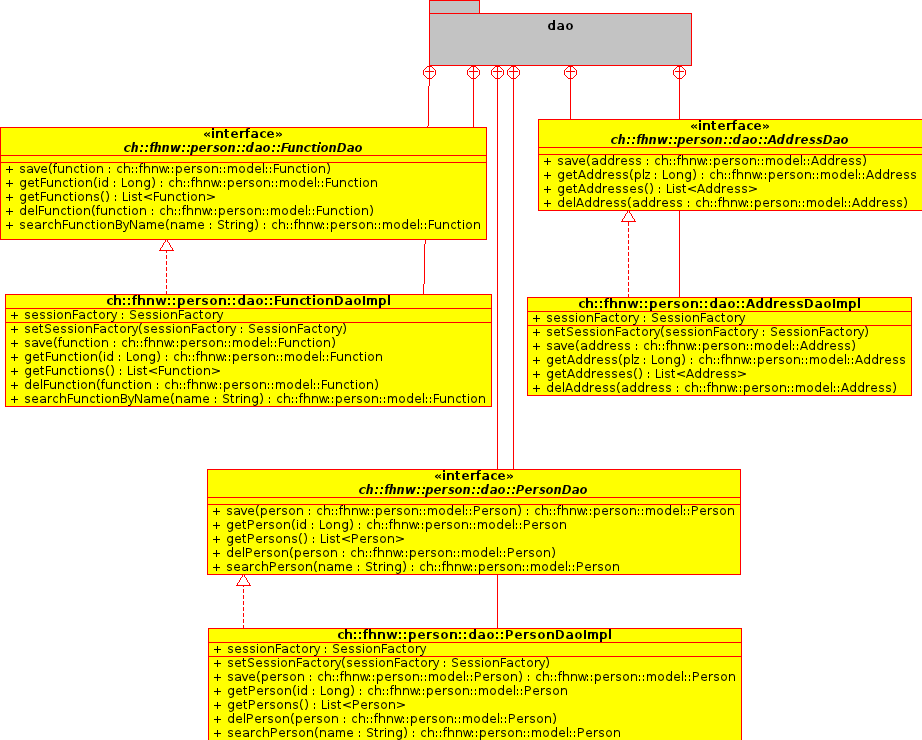 dao
«interface»
ch::fhnw::person::dao::FunctionDao
+ save(function : ch::fhnw::person::model::Function)
+ getFunction(id : Long) : ch::fhnw::person::model::Function
+ getFunctions() : List<Function>
+ delFunction(function : ch::fhnw::person::model::Function)
+ searchFunctionByName(name : String) : ch::fhnw::person::model::Function
«interface»
ch::fhnw::person::dao::AddressDao
+ save(address : ch::fhnw::person::model::Address)
+ getAddress(plz : Long) : ch::fhnw::person::model::Address
+ getAddresses() : List<Address>
+ delAddress(address : ch::fhnw::person::model::Address)
ch::fhnw::person::dao::FunctionDaoImpl
+ sessionFactory : SessionFactory
+ setSessionFactory(sessionFactory : SessionFactory)
+ save(function : ch::fhnw::person::model::Function)
+ getFunction(id : Long) : ch::fhnw::person::model::Function
+ getFunctions() : List<Function>
+ delFunction(function : ch::fhnw::person::model::Function)
+ searchFunctionByName(name : String) : ch::fhnw::person::model::Function
ch::fhnw::person::dao::AddressDaoImpl
+ sessionFactory : SessionFactory
+ setSessionFactory(sessionFactory : SessionFactory)
+ save(address : ch::fhnw::person::model::Address)
+ getAddress(plz : Long) : ch::fhnw::person::model::Address
+ getAddresses() : List<Address>
+ delAddress(address : ch::fhnw::person::model::Address)
«interface»
ch::fhnw::person::dao::PersonDao
+ save(person : ch::fhnw::person::model::Person) : ch::fhnw::person::model::Person
+ getPerson(id : Long) : ch::fhnw::person::model::Person
+ getPersons() : List<Person>
+ delPerson(person : ch::fhnw::person::model::Person)
+ searchPerson(name : String) : ch::fhnw::person::model::Person
ch::fhnw::person::dao::PersonDaoImpl
+ sessionFactory : SessionFactory
+ setSessionFactory(sessionFactory : SessionFactory)
+ save(person : ch::fhnw::person::model::Person) : ch::fhnw::person::model::Person
+ getPerson(id : Long) : ch::fhnw::person::model::Person
+ getPersons() : List<Person>
+ delPerson(person : ch::fhnw::person::model::Person)
+ searchPerson(name : String) : ch::fhnw::person::model::Person